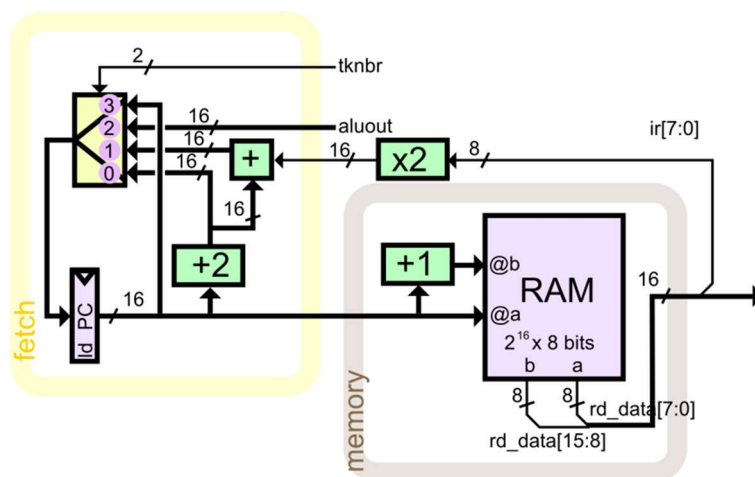 2
tknbr
3
16
aluout
2
16
ir[7:0]
1
16
16
x2
8
0
+
16
+2
+1
@b
RAM
16
16
ld PC
@a
2^16 x 8 bits
b a
8
8
rd_data[7:0]
rd_data[15:8]
fetch
memory